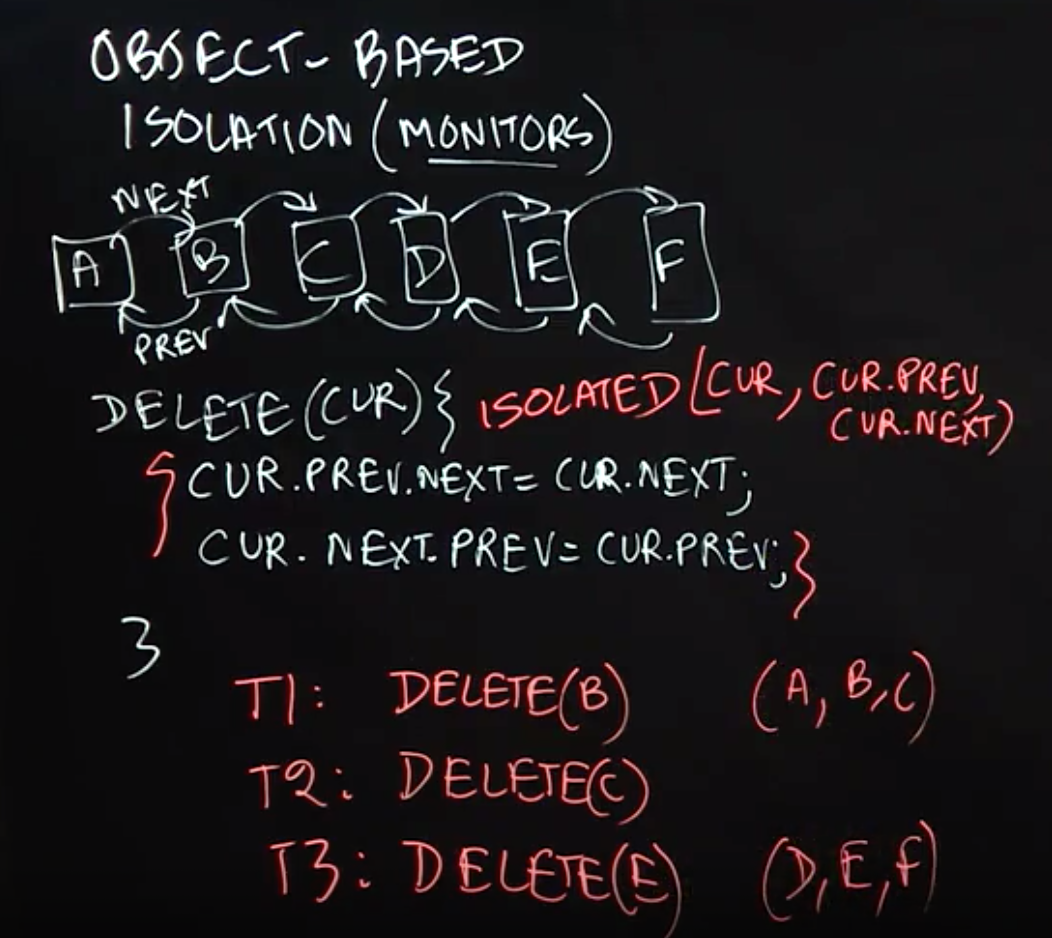 OBJECT- BASED
ISOLATION (MONITORS)
NEXT
A B C D E F
PREV
DELETE (CUR) { ISOLATED (CUR, CUR.PREV,
CUR.NEXT)
{ CUR.PREV.NEXT= CUR.NEXT;
CUR. NEXT.PREV= CUR.PREV; }
}
T1: DELETE(B) (A, B, C)
T2: DELETE(C)
T3: DELETE(E) (D, E, F)